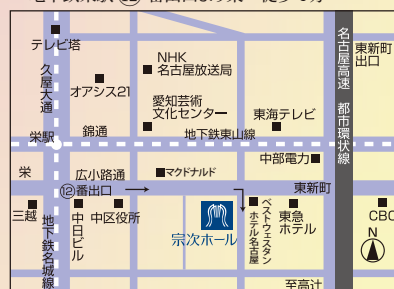 テレビ塔
久屋大通
NHK
名古屋放送局
オアシス21
愛知芸術
文化センター
東海テレビ
名古屋高速 都市環状線
東新町
出口
栄駅
錦通
地下鉄東山線
中部電力
栄
広小路通
マクドナルド
⑫番出口
東新町
三越
中日ビル
中区役所
宗次ホール
ベストウェスタン
ホテル名古屋
東急
ホテル
CBC
N
地下鉄名城線
至高辻